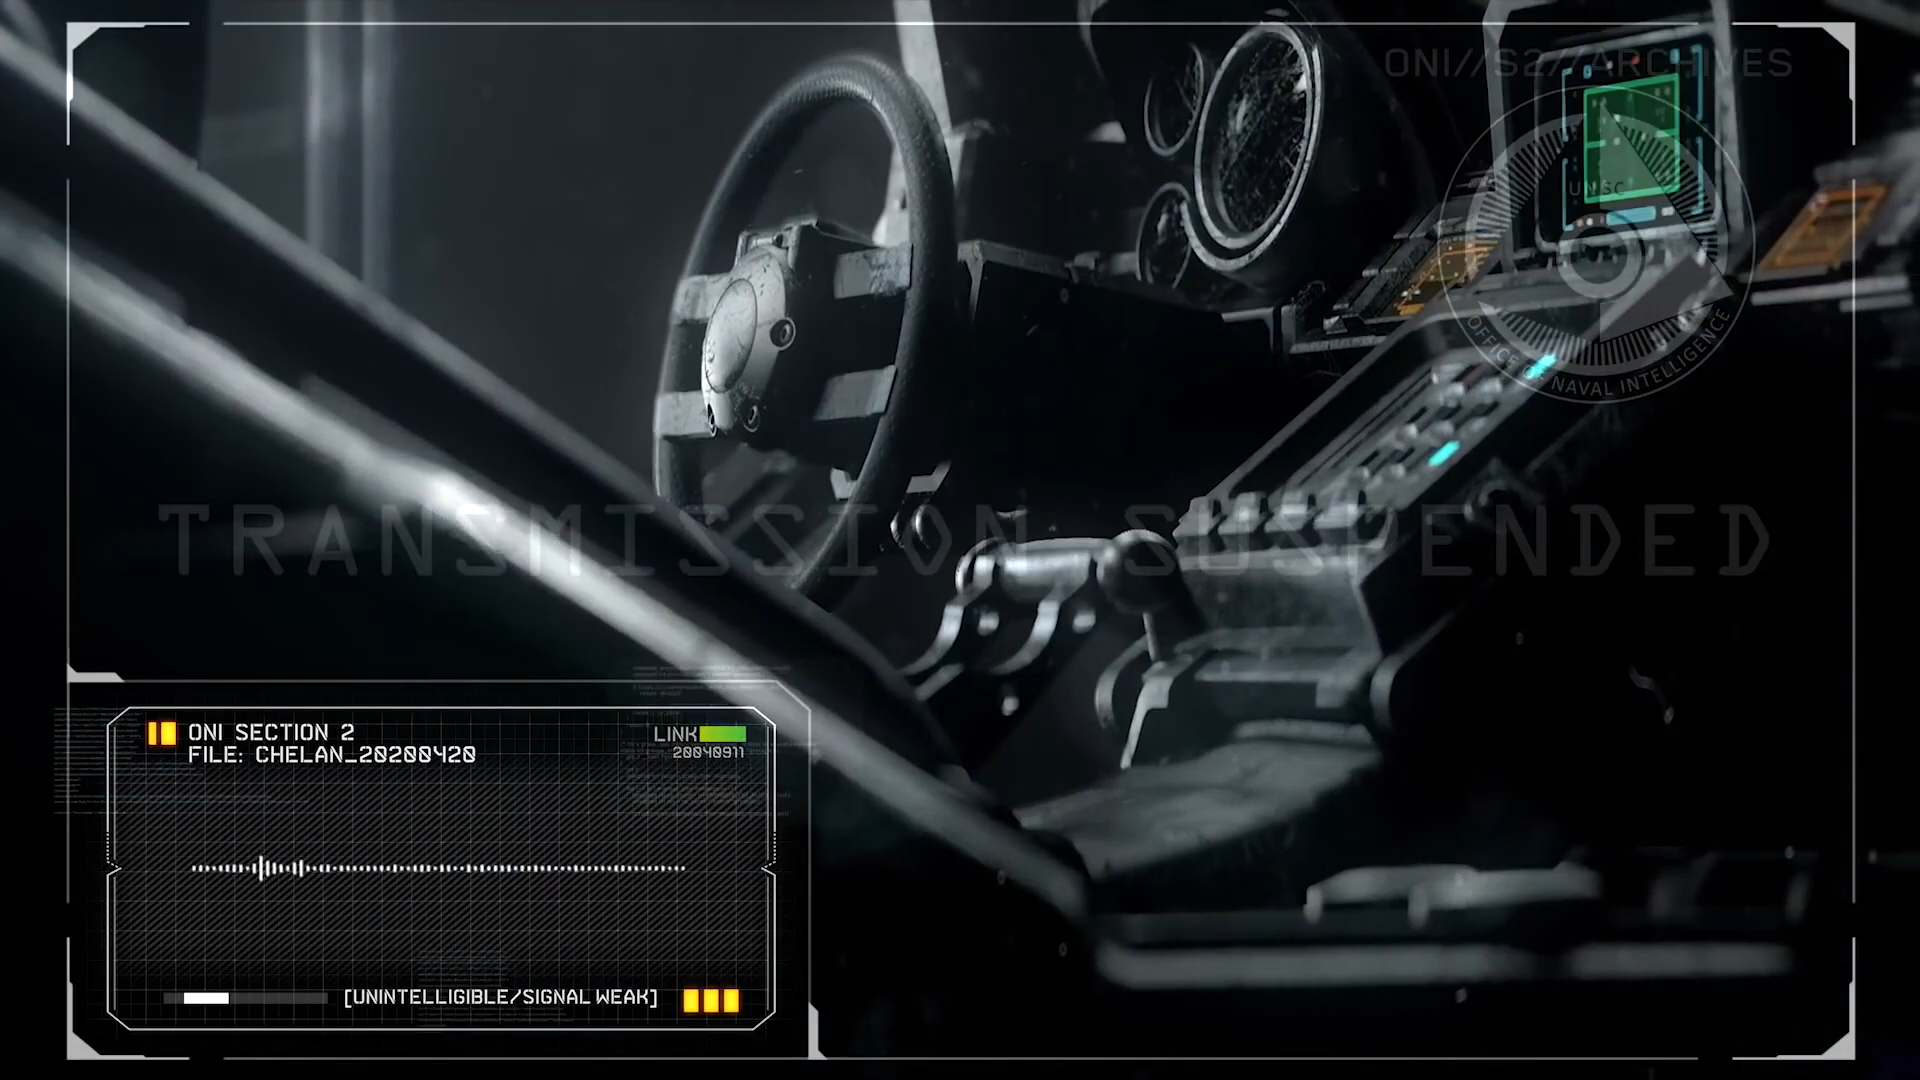 ONI//S2//ARCHIVES
UNSC
OFFICE OF NAVAL INTELLIGENCE
TRANSMISSION SUSPENDED
ONI SECTION 2
FILE: CHELAN_20200420
LINK
20040911
[UNINTELLIGIBLE/SIGNAL WEAK]